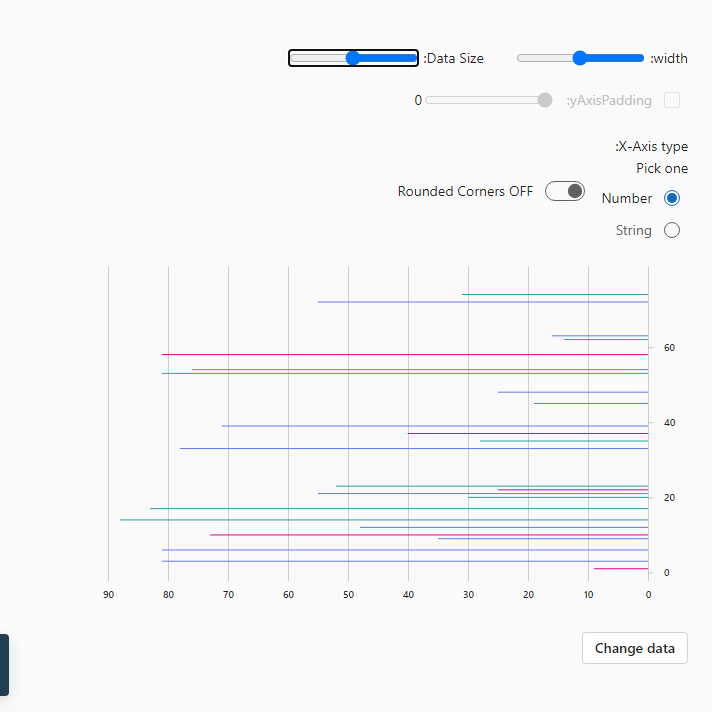 :width
:Data Size
:yAxisPadding
0
:X-Axis type
Pick one
Number
Rounded Corners OFF
String
60
40
20
0
90 80 70 60 50 40 30 20 10 0
Change data